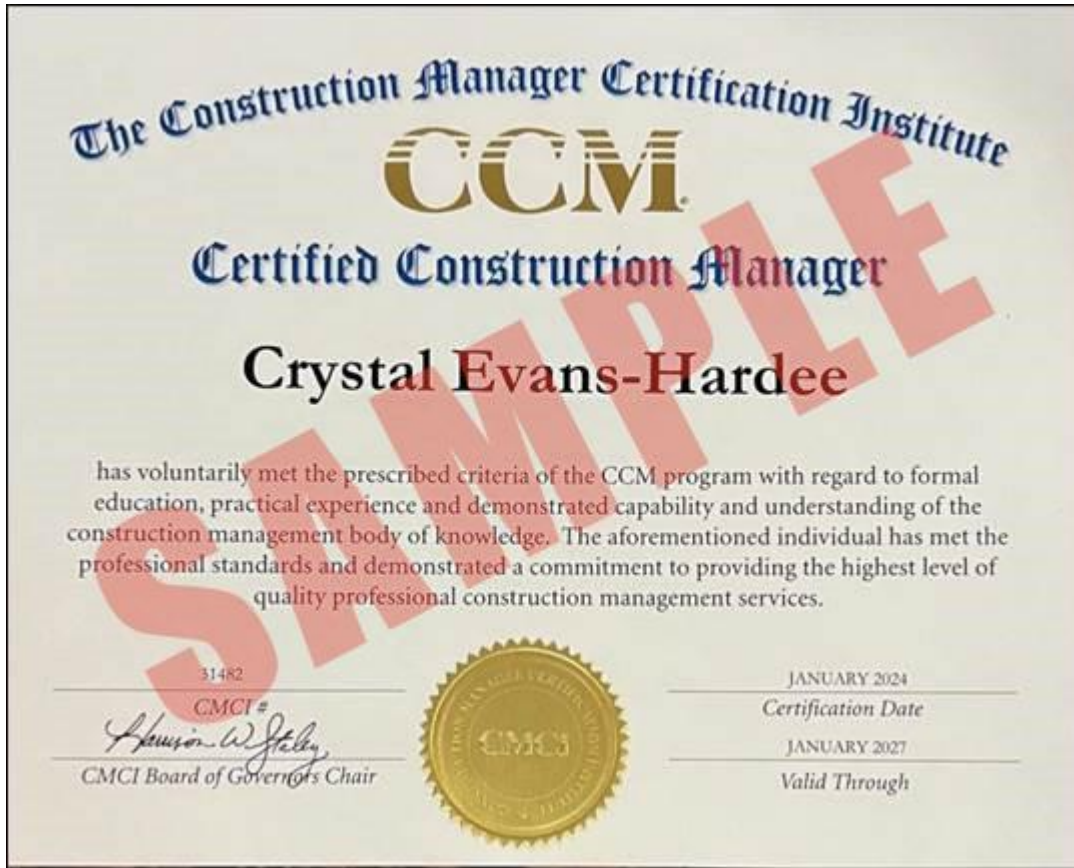 The Construction Manager Certification Institute
CCM
Certified Construction Manager
Crystal Evans-Hardee
has voluntarily met the prescribed criteria of the CCM program with regard to formal
education, practical experience and demonstrated capability and understanding of the
construction management body of knowledge. The aforementioned individual has met the
professional standards and demonstrated a commitment to providing the highest level of
quality professional construction management services.
SAMPLE
31482
CMCI #
Harrison W. Staley
CMCI Board of Governors Chair
CMCI
JANUARY 2024
Certification Date
JANUARY 2027
Valid Through